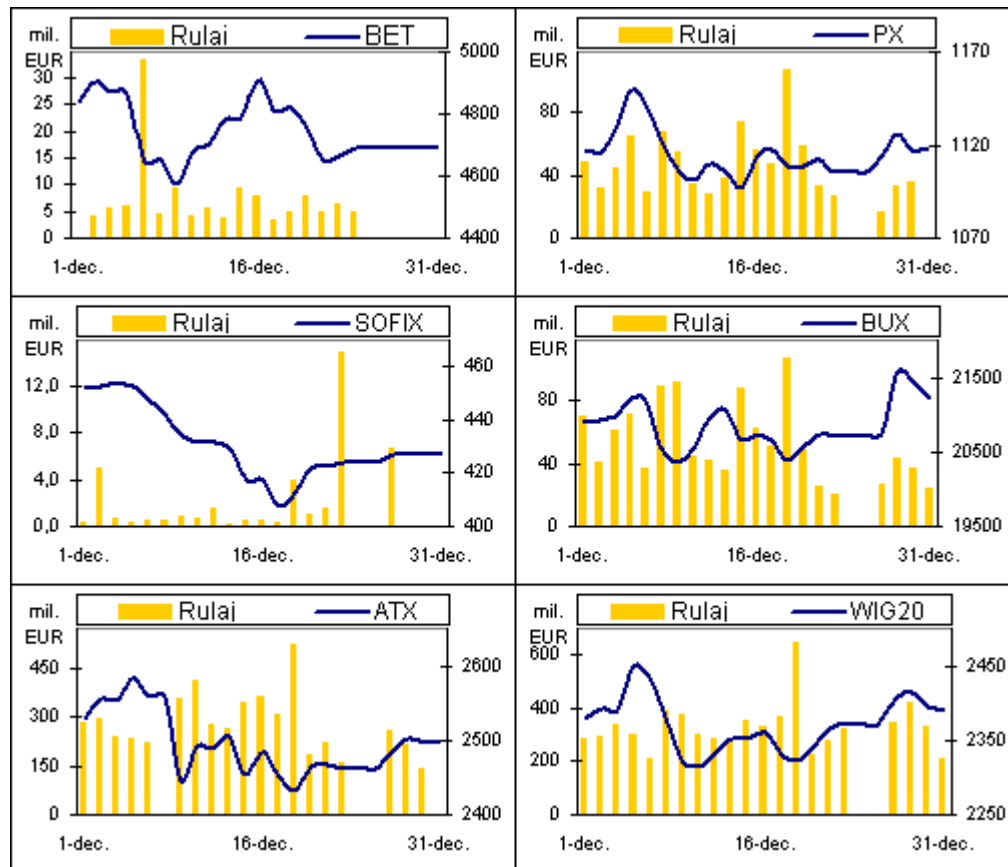 mil. EUR
Rulaj BET
30
25
20
15
10
5
0
5000
4800
4600
4400
1-dec. 16-dec. 31-dec.
mil. EUR
Rulaj PX
80
40
0
1170
1120
1070
1-dec. 16-dec. 31-dec.
mil. EUR
Rulaj SOFIX
12,0
8,0
4,0
0,0
460
440
420
400
1-dec. 16-dec. 31-dec.
mil. EUR
Rulaj BUX
80
40
0
21500
20500
19500
1-dec. 16-dec. 31-dec.
mil. EUR
Rulaj ATX
450
300
150
0
2600
2500
2400
1-dec. 16-dec. 31-dec.
mil. EUR
Rulaj WIG20
600
400
200
0
2450
2350
2250
1-dec. 16-dec. 31-dec.